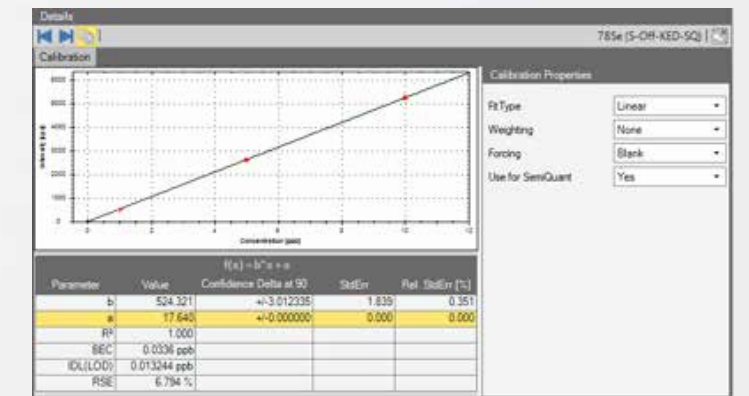 Details
78Se (S-Off-KED-SQ)
Calibration
Calibration Properties
Fit Type Linear
Weighting None
Forcing Blank
Use for SemiQuant Yes
Concentration (ppb)
f(x) = b*x + a
Parameter Value Confidence Delta at 90 StdErr Rel. StdErr [%]
b 524.321 +/-3.012335 1.839 0.351
a 17.640 +/-0.000000 0.000 0.000
R² 1.000
BEC 0.0336 ppb
IDL(LOD) 0.013244 ppb
RSE 6.794 %